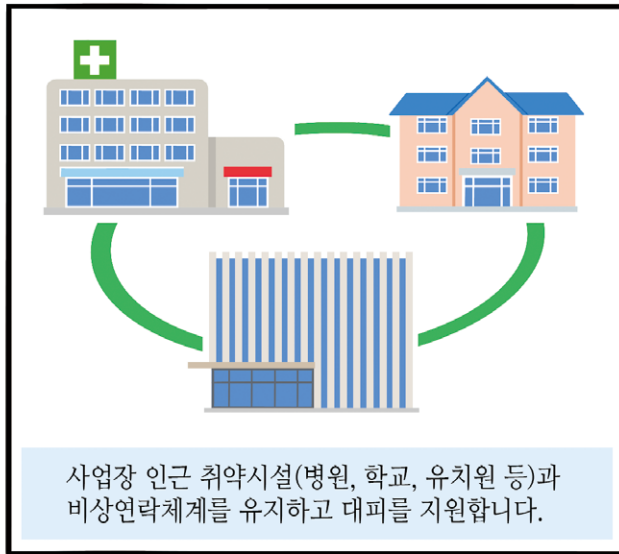 사업장 인근 취약시설(병원, 학교, 유치원 등)과
비상연락체계를 유지하고 대피를 지원합니다.